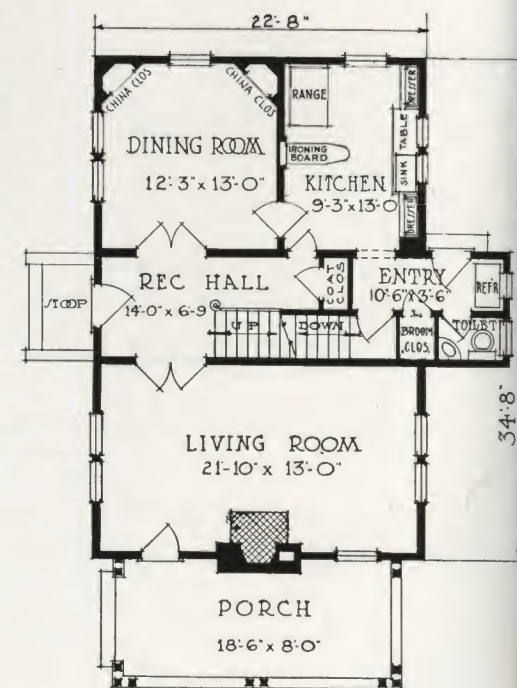 22'-8"
CHINA CLOS
CHINA CLOS
RANGE
DRESSER
DINING ROOM
12'-3" x 13'-0"
IRONING
BOARD
TABLE
SINK
KITCHEN
9'-3" x 13'-0
DRESSER
STOOP
REC HALL
14'-0" x 6'-9
COAT
CLOS
ENTRY
10'-6" x 3'-6"
REFR
UP
DOWN
BROOM
CLOS.
TOILET
34'-8"
LIVING ROOM
21'-10" x 13'-0"
PORCH
18'-6" x 8'-0"